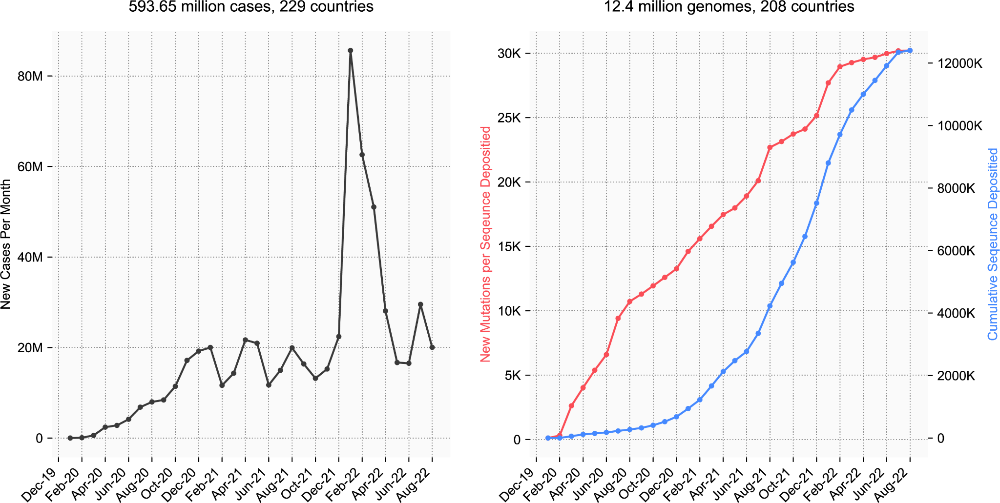 593.65 million cases, 229 countries
New Cases Per Month
80M
60M
40M
20M
0
Dec-19
Feb-20
Apr-20
Jun-20
Aug-20
Oct-20
Dec-20
Feb-21
Apr-21
Jun-21
Aug-21
Oct-21
Dec-21
Feb-22
Apr-22
Jun-22
Aug-22
12.4 million genomes, 208 countries
New Mutations per Seqeunce Depositied
30K
25K
20K
15K
10K
5K
0
Dec-19
Feb-20
Apr-20
Jun-20
Aug-20
Oct-20
Dec-20
Feb-21
Apr-21
Jun-21
Aug-21
Oct-21
Dec-21
Feb-22
Apr-22
Jun-22
Aug-22
12000K
10000K
8000K
6000K
4000K
2000K
0
Cumulative Seqeunce Depositied